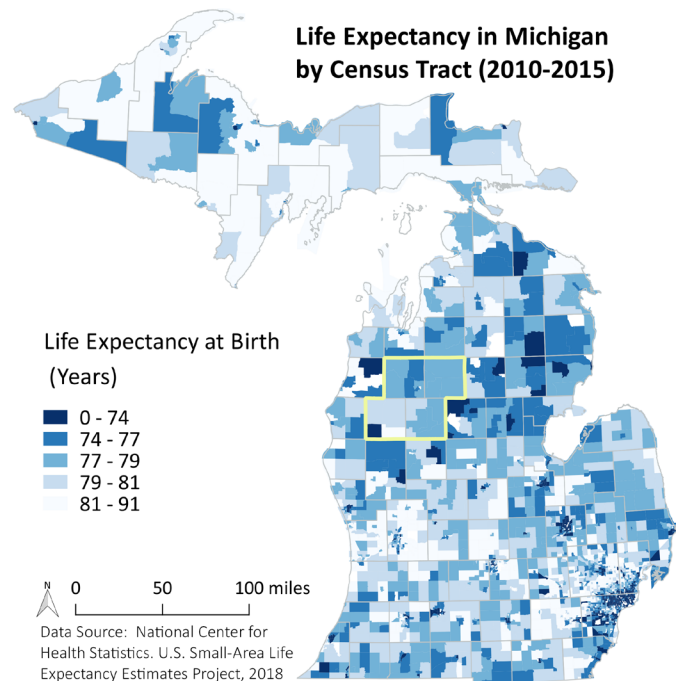 Life Expectancy in Michigan
by Census Tract (2010-2015)
Life Expectancy at Birth
(Years)
0 - 74
74 - 77
77 - 79
79 - 81
81 - 91
N
0 50 100 miles
Data Source: National Center for
Health Statistics. U.S. Small-Area Life
Expectancy Estimates Project, 2018